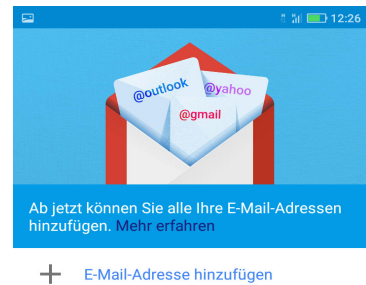 12:26
@outlook
@yahoo
@gmail
Ab jetzt können Sie alle Ihre E-Mail-Adressen
hinzufügen. Mehr erfahren
E-Mail-Adresse hinzufügen